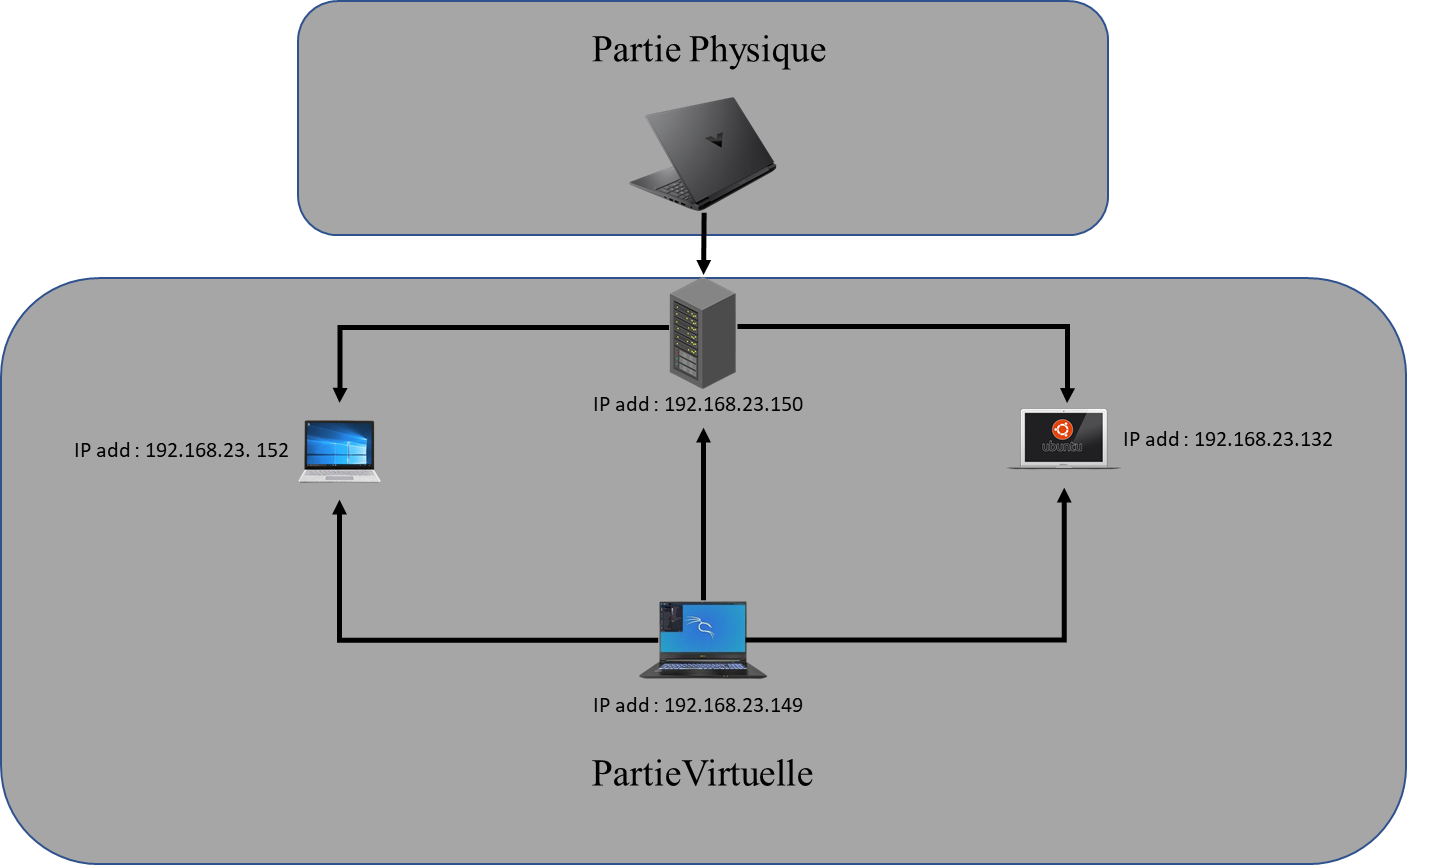 Partie Physique
IP add : 192.168.23.150
IP add : 192.168.23. 152
ubuntu
IP add : 192.168.23.132
IP add : 192.168.23.149
PartieVirtuelle